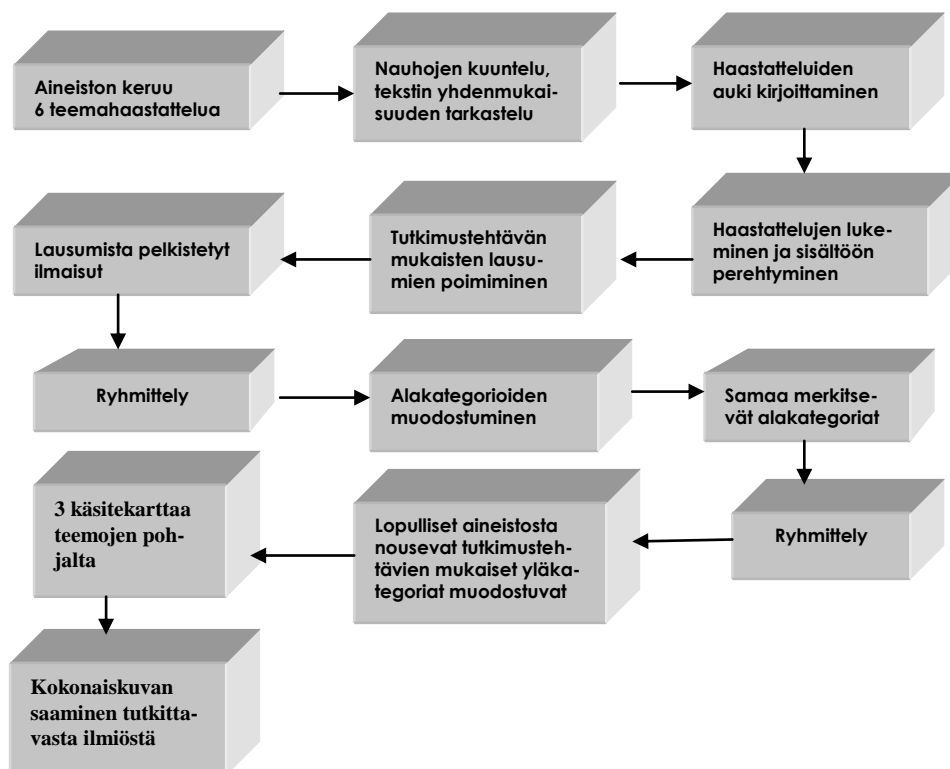 Aineiston keruu
6 teemahaastattelua
Nauhojen kuuntelu,
tekstin yhdenmukai-
suuden tarkastelu
Haastatteluiden
auki kirjoittaminen
Haastattelujen luke-
minen ja sisältöön
perehtyminen
Tutkimustehtävän
mukaisten lausu-
mien poimiminen
Lausumista pelkistetyt
ilmaisut
Ryhmittely
Alakategorioiden
muodostuminen
Samaa merkitse-
vät alakategoriat
Ryhmittely
Lopulliset aineistosta
nousevat tutkimusteh-
tävien mukaiset yläka-
tegoriat muodostuvat
3 käsitekarttaa
teemojen poh-
jalta
Kokonaiskuvan
saaminen tutkitta-
vasta ilmiöstä